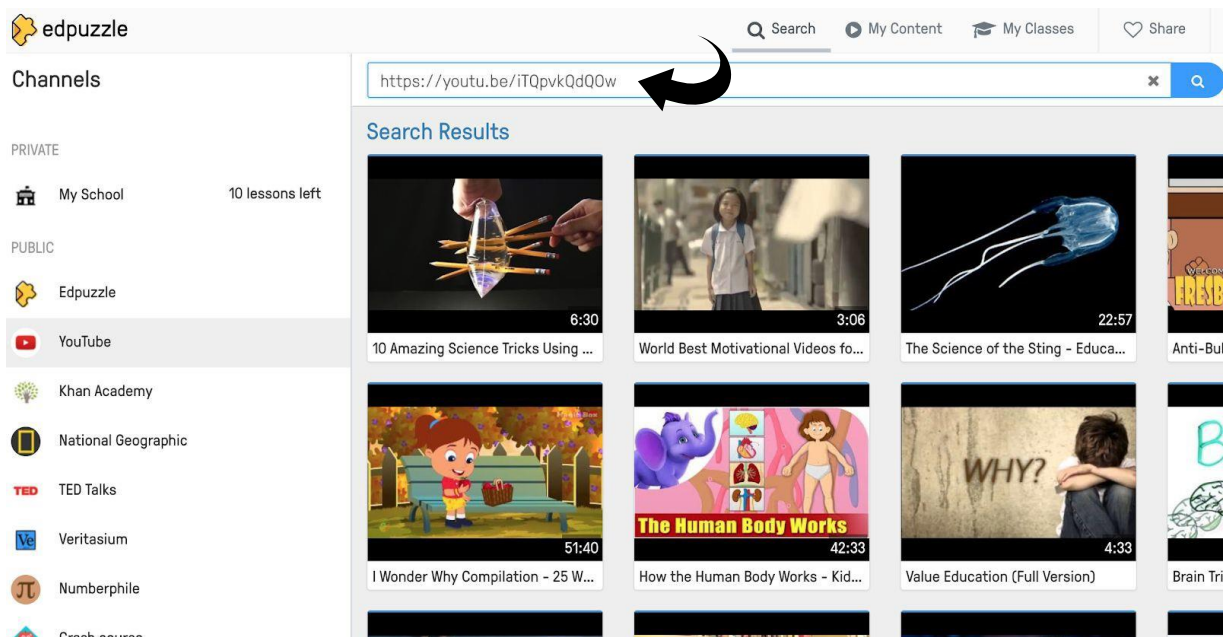 edpuzzle
Search
My Content
My Classes
Share
Channels
https://youtu.be/iTQpvkQdQ0w
Search Results
PRIVATE
My School
10 lessons left
PUBLIC
Edpuzzle
YouTube
Khan Academy
National Geographic
TED
TED Talks
Ve
Veritasium
π
Numberphile
Crash course
6:30
10 Amazing Science Tricks Using ...
3:06
World Best Motivational Videos fo...
22:57
The Science of the Sting - Educa...
Anti-Bul
51:40
I Wonder Why Compilation - 25 W...
The Human Body Works
42:33
How the Human Body Works - Kid...
WHY?
4:33
Value Education (Full Version)
B
Brain Tri